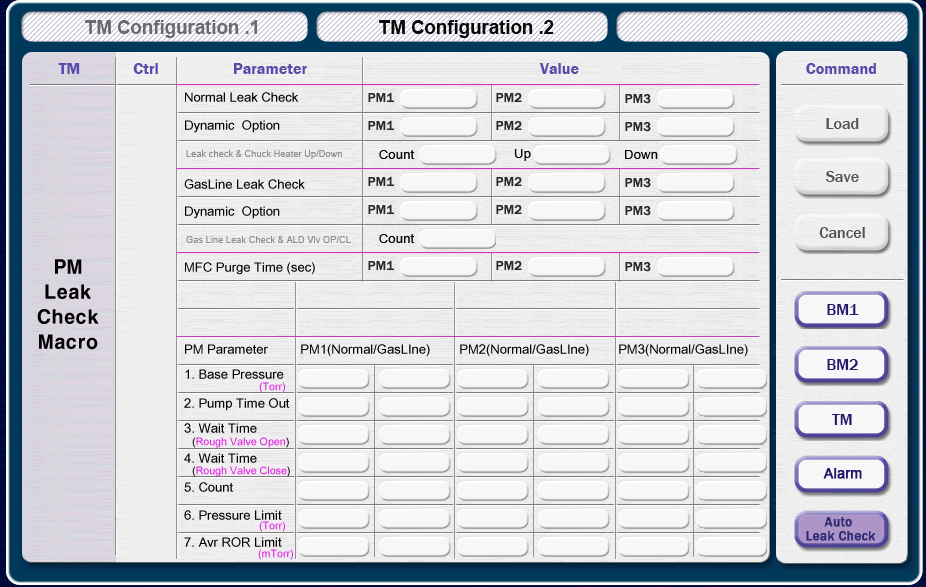 TM Configuration .1 TM Configuration .2
TM Ctrl Parameter Value Command
Normal Leak Check PM1 PM2 PM3
Dynamic Option PM1 PM2 PM3
Leak check & Chuck Heater Up/Down Count Up Down
GasLine Leak Check PM1 PM2 PM3
Dynamic Option PM1 PM2 PM3
Gas Line Leak Check & ALD Vlv OP/CL Count
MFC Purge Time (sec) PM1 PM2 PM3
PM
Leak
Check
Macro
PM Parameter PM1(Normal/GasLIne) PM2(Normal/GasLIne) PM3(Normal/GasLIne)
1. Base Pressure
(Torr)
2. Pump Time Out
3. Wait Time
(Rough Valve Open)
4. Wait Time
(Rough Valve Close)
5. Count
6. Pressure Limit
(Torr)
7. Avr ROR Limit
(mTorr)
Load
Save
Cancel
BM1
BM2
TM
Alarm
Auto
Leak Check